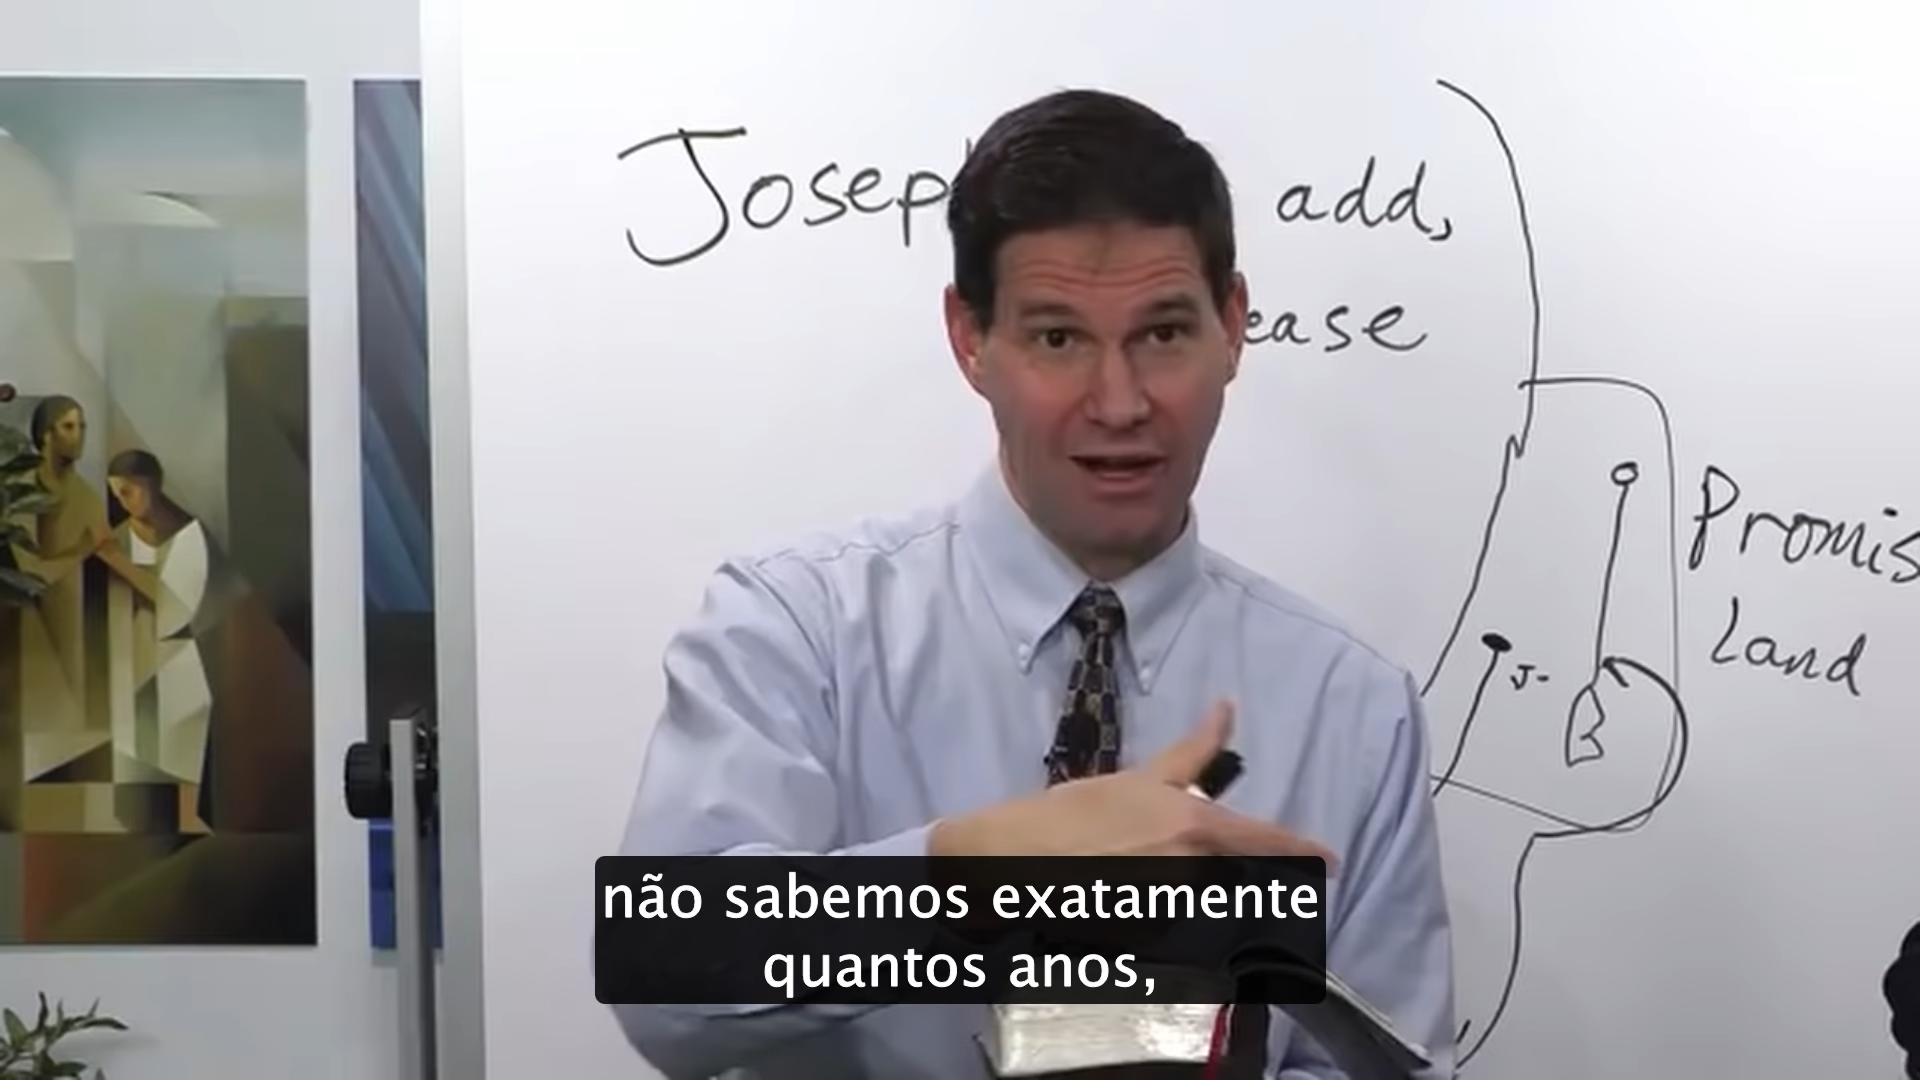 Josep add,
ease
Promis
Land
J-
não sabemos exatamente
quantos anos,